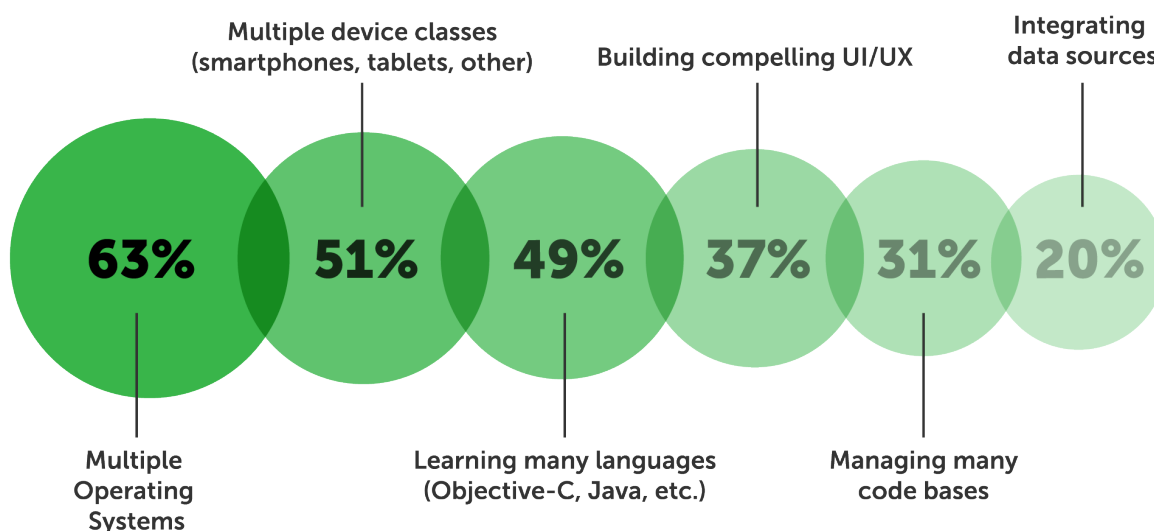 Multiple device classes
(smartphones, tablets, other)
Building compelling UI/UX
Integrating
data sources
63%
51%
49%
37%
31%
20%
Multiple
Operating
Systems
Learning many languages
(Objective-C, Java, etc.)
Managing many
code bases